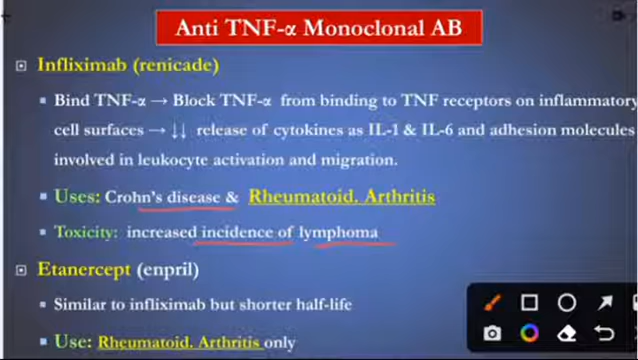 Anti TNF-α Monoclonal AB
Infliximab (renicade)
Bind TNF-α → Block TNF-α from binding to TNF receptors on inflammatory
cell surfaces → ↓↓ release of cytokines as IL-1 & IL-6 and adhesion molecules
involved in leukocyte activation and migration.
Uses: Crohn's disease & Rheumatoid. Arthritis
Toxicity: increased incidence of lymphoma
Etanercept (enpril)
Similar to infliximab but shorter half-life
Use: Rheumatoid. Arthritis only